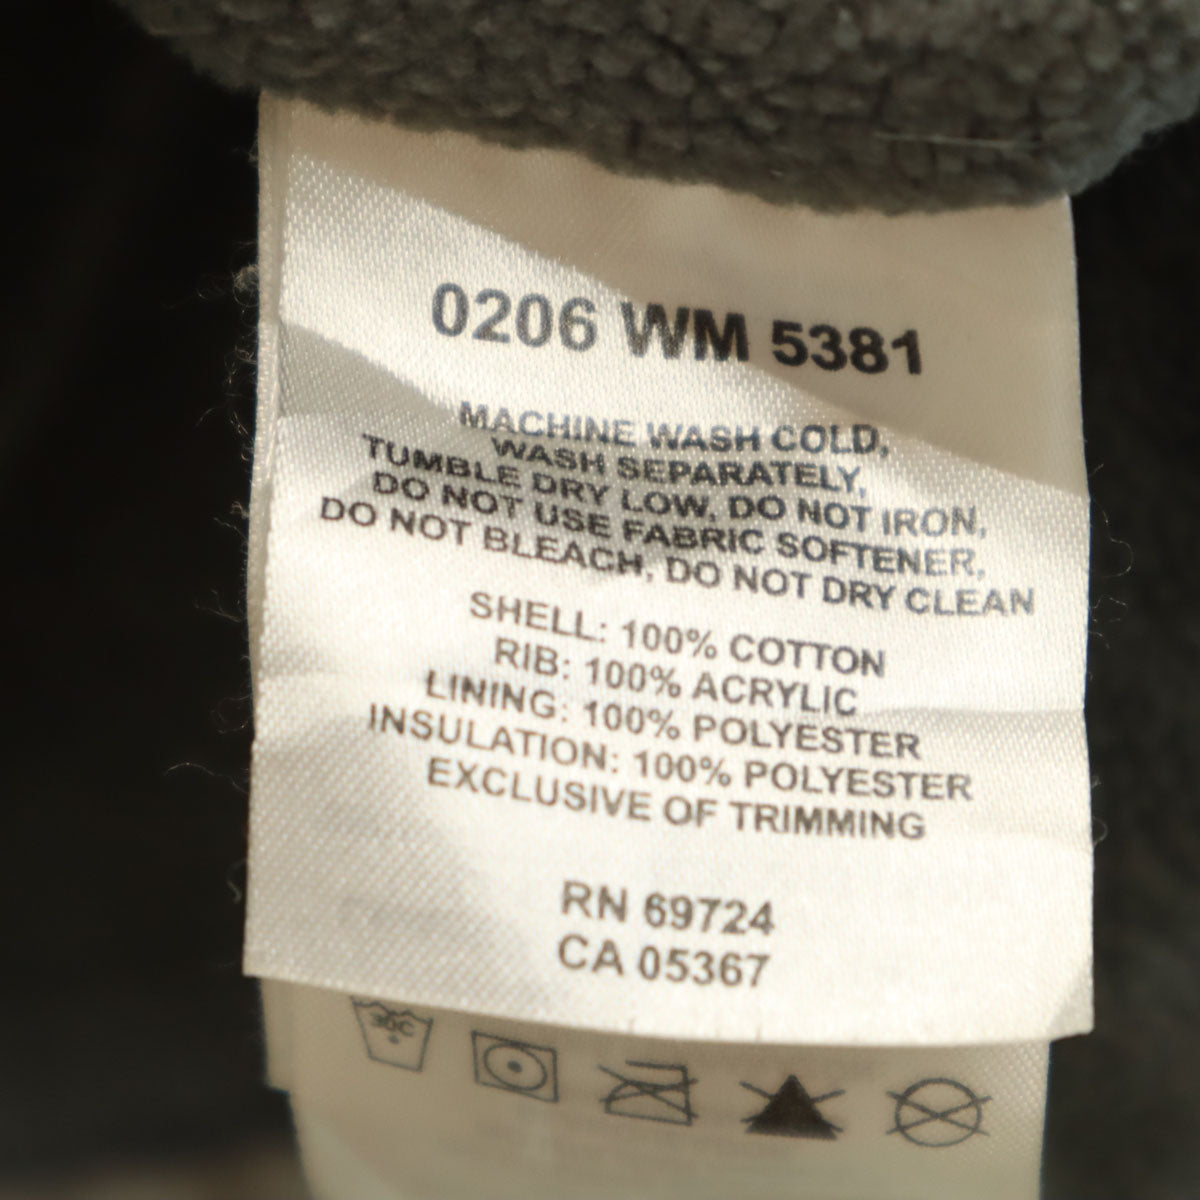 0206 WM 5381
MACHINE WASH COLD,
WASH SEPARATELY,
TUMBLE DRY LOW, DO NOT IRON,
DO NOT USE FABRIC SOFTENER,
DO NOT BLEACH, DO NOT DRY CLEAN
SHELL: 100% COTTON
RIB: 100% ACRYLIC
LINING: 100% POLYESTER
INSULATION: 100% POLYESTER
EXCLUSIVE OF TRIMMING
RN 69724
CA 05367
30C